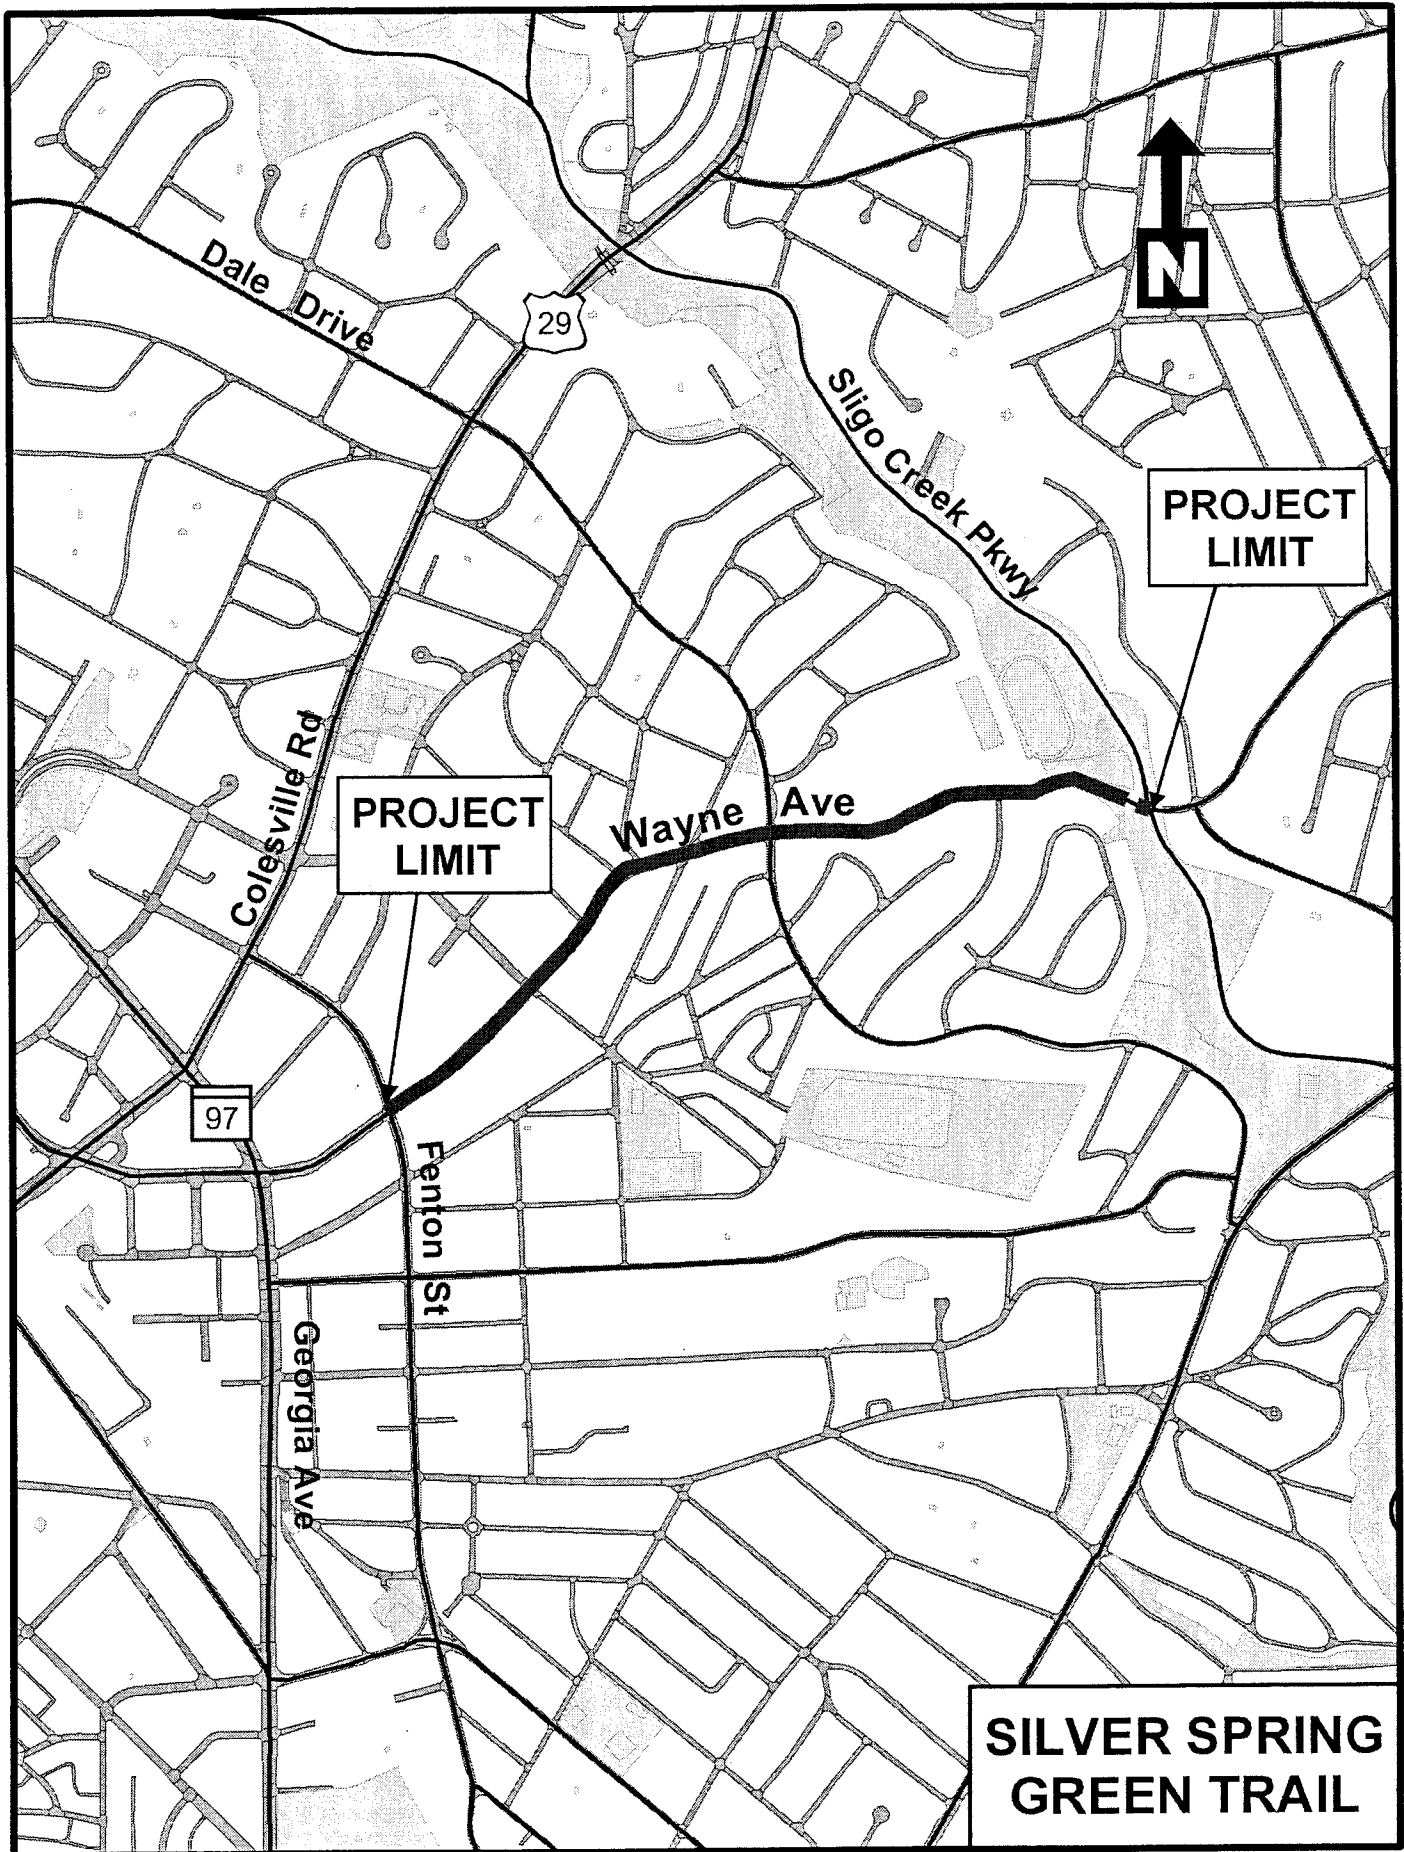 Dale Drive
29
Sligo Creek Pkwy
N
PROJECT
LIMIT
Colesville Rd
PROJECT
LIMIT
Wayne Ave
97
Fenton St
Georgia Ave
SILVER SPRING
GREEN TRAIL